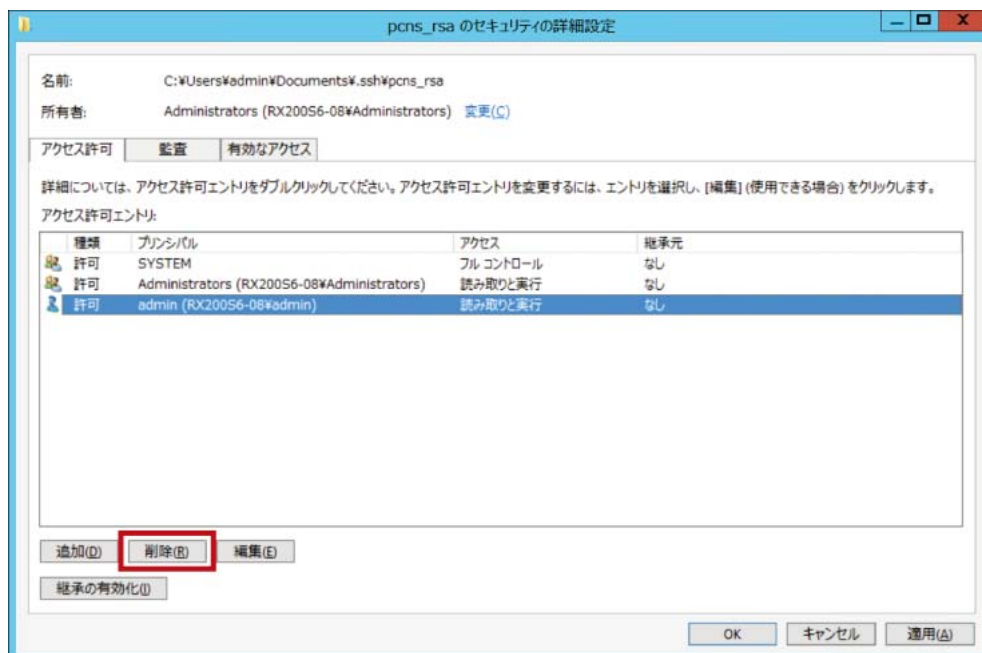 pcns_rsa のセキュリティの詳細設定
名前: C:¥Users¥admin¥Documents¥.ssh¥pcns_rsa
所有者: Administrators (RX200S6-08¥Administrators) 変更(C)
アクセス許可 監査 有効なアクセス
詳細については、アクセス許可エントリをダブルクリックしてください。アクセス許可エントリを変更するには、エントリを選択し、[編集] (使用できる場合) をクリックします。
アクセス許可エントリ:
種類 プリンシパル アクセス 継承元
許可 SYSTEM フル コントロール なし
許可 Administrators (RX200S6-08¥Administrators) 読み取りと実行 なし
許可 admin (RX200S6-08¥admin) 読み取りと実行 なし
追加(D) 削除(R) 編集(E)
継承の有効化(I)
OK キャンセル 適用(A)